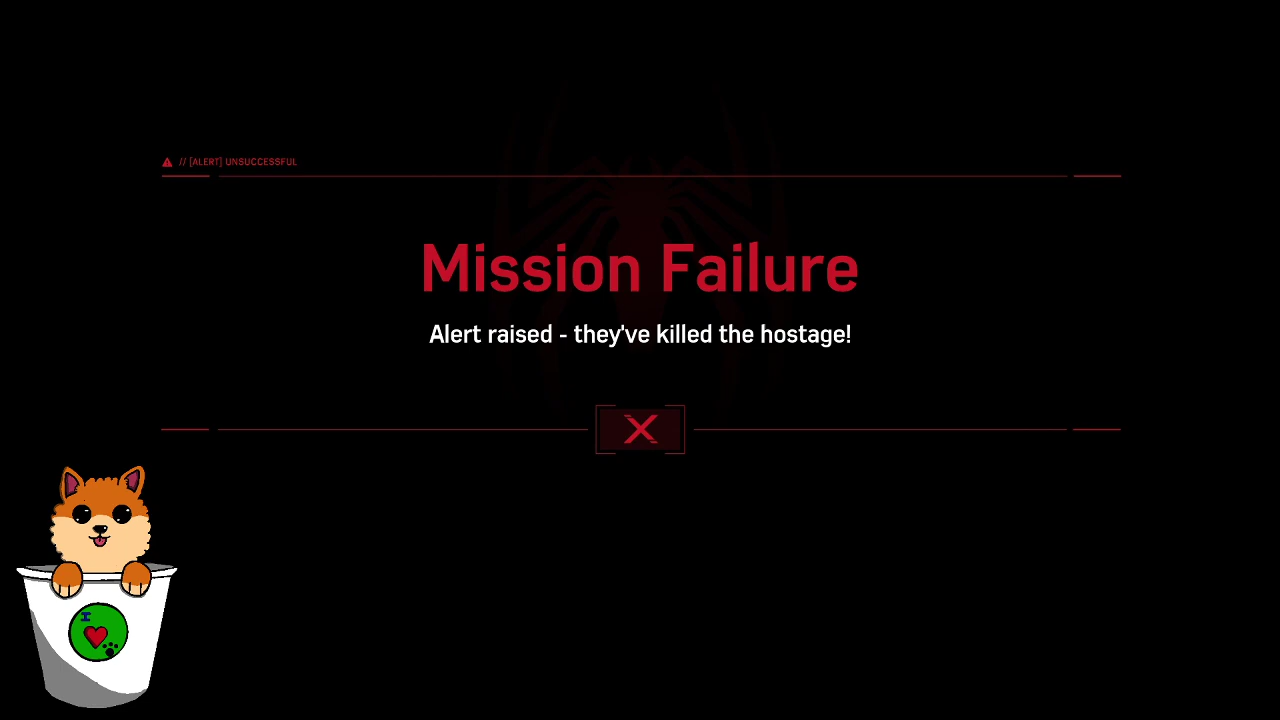 // [ALERT] UNSUCCESSFUL
Mission Failure
Alert raised - they've killed the hostage!
I